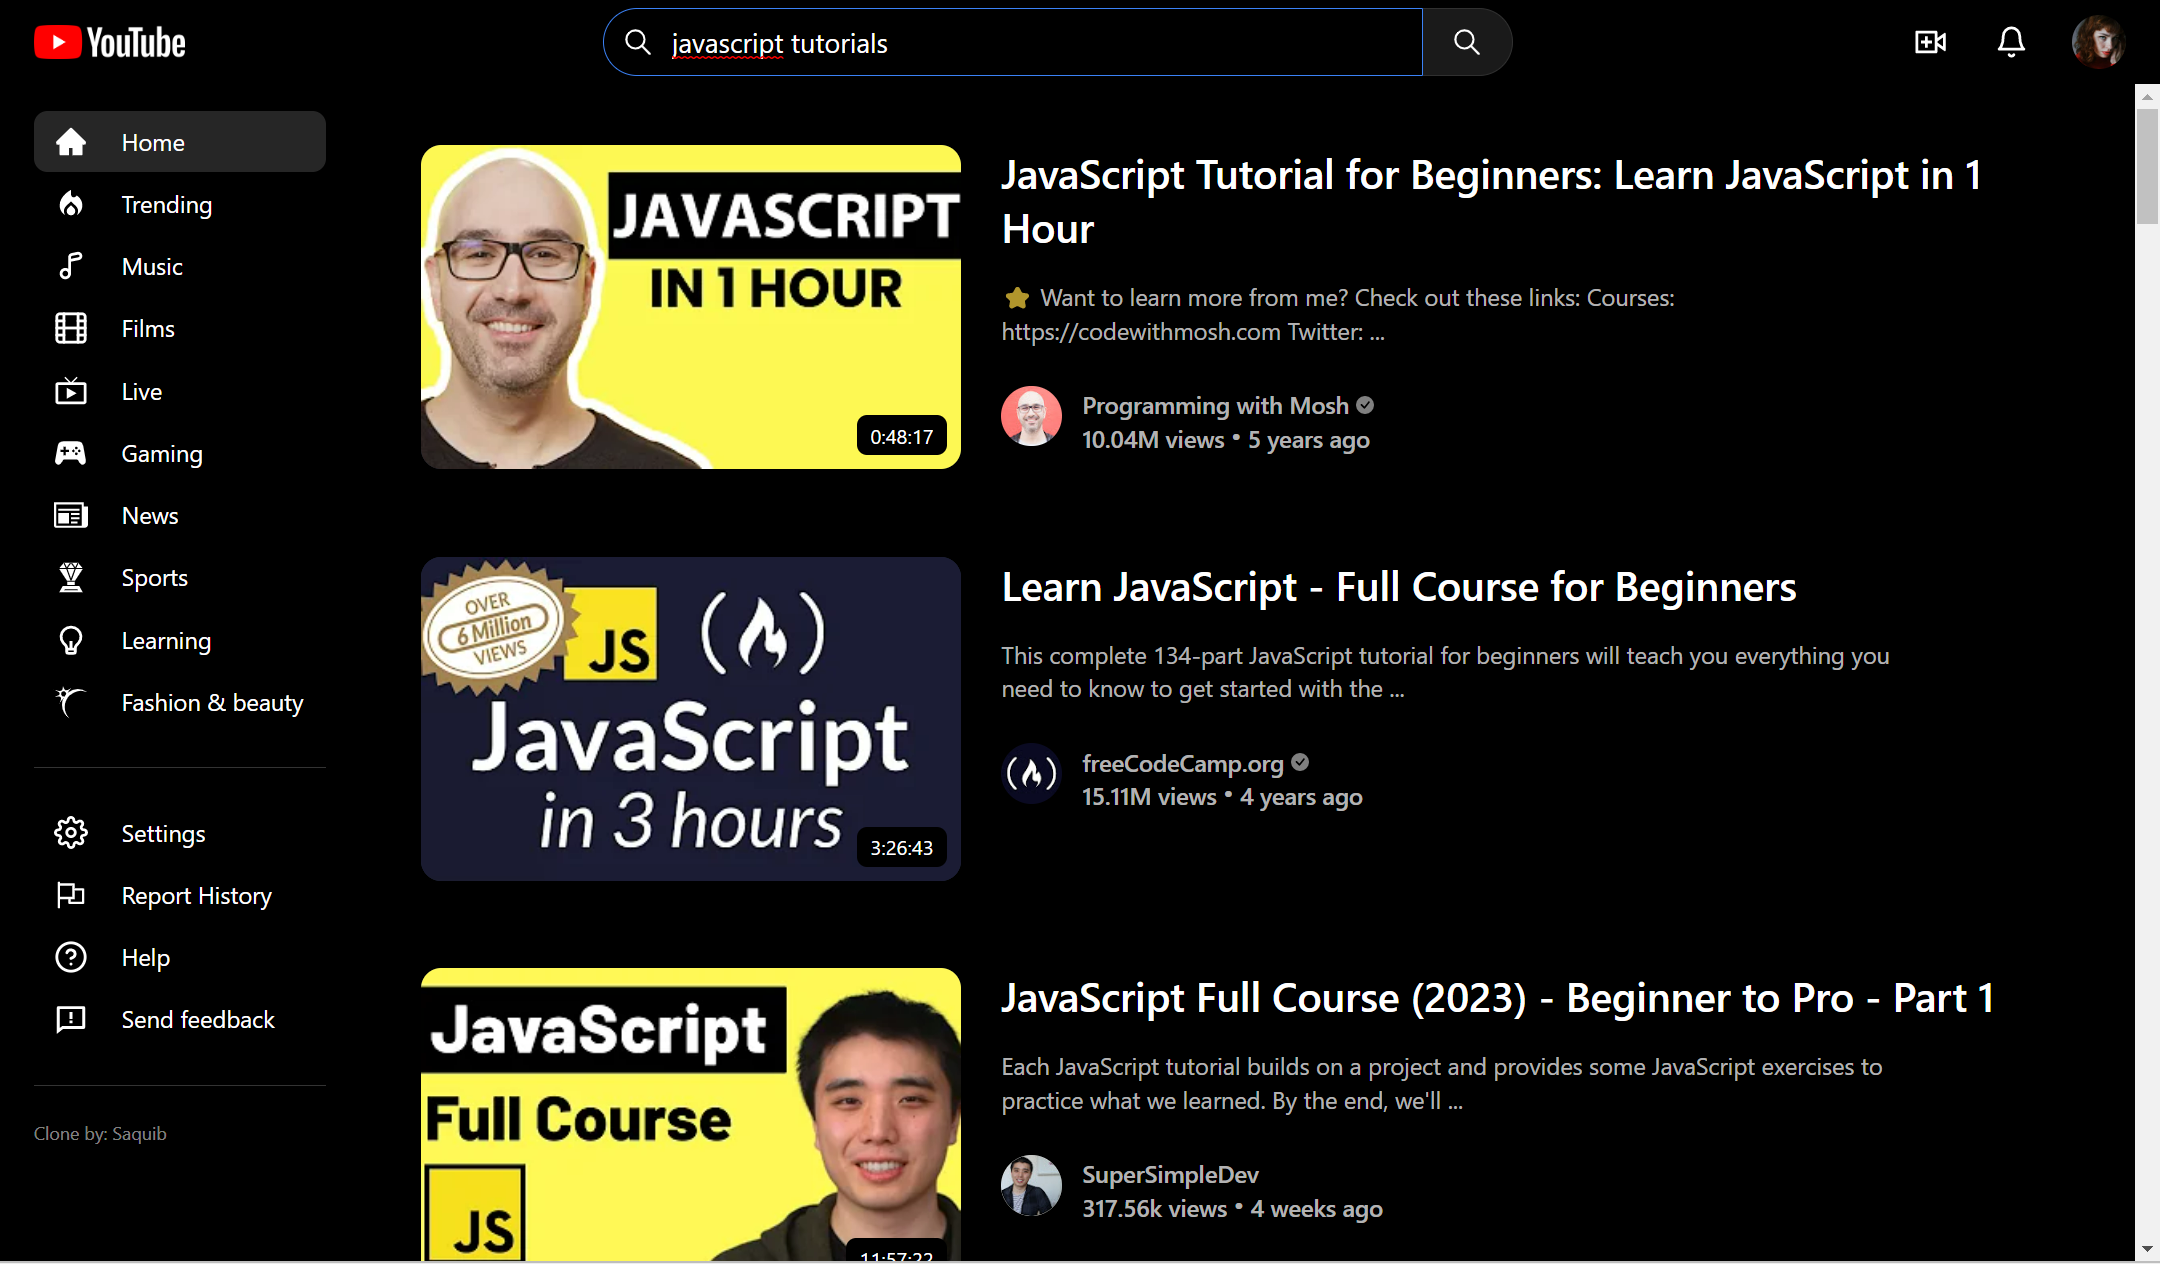 YouTube
javascript tutorials
Home
Trending
Music
Films
Live
Gaming
News
Sports
Learning
Fashion & beauty
Settings
Report History
Help
Send feedback
Clone by: Saquib
JAVASCRIPT
IN 1 HOUR
0:48:17
JavaScript Tutorial for Beginners: Learn JavaScript in 1
Hour
⭐ Want to learn more from me? Check out these links: Courses:
https://codewithmosh.com Twitter: ...
Programming with Mosh
10.04M views • 5 years ago
OVER
6 Million
VIEWS
JS
JavaScript
in 3 hours
3:26:43
Learn JavaScript - Full Course for Beginners
This complete 134-part JavaScript tutorial for beginners will teach you everything you
need to know to get started with the ...
freeCodeCamp.org
15.11M views • 4 years ago
JavaScript
Full Course
JS
11:57:22
JavaScript Full Course (2023) - Beginner to Pro - Part 1
Each JavaScript tutorial builds on a project and provides some JavaScript exercises to
practice what we learned. By the end, we'll ...
SuperSimpleDev
317.56k views • 4 weeks ago